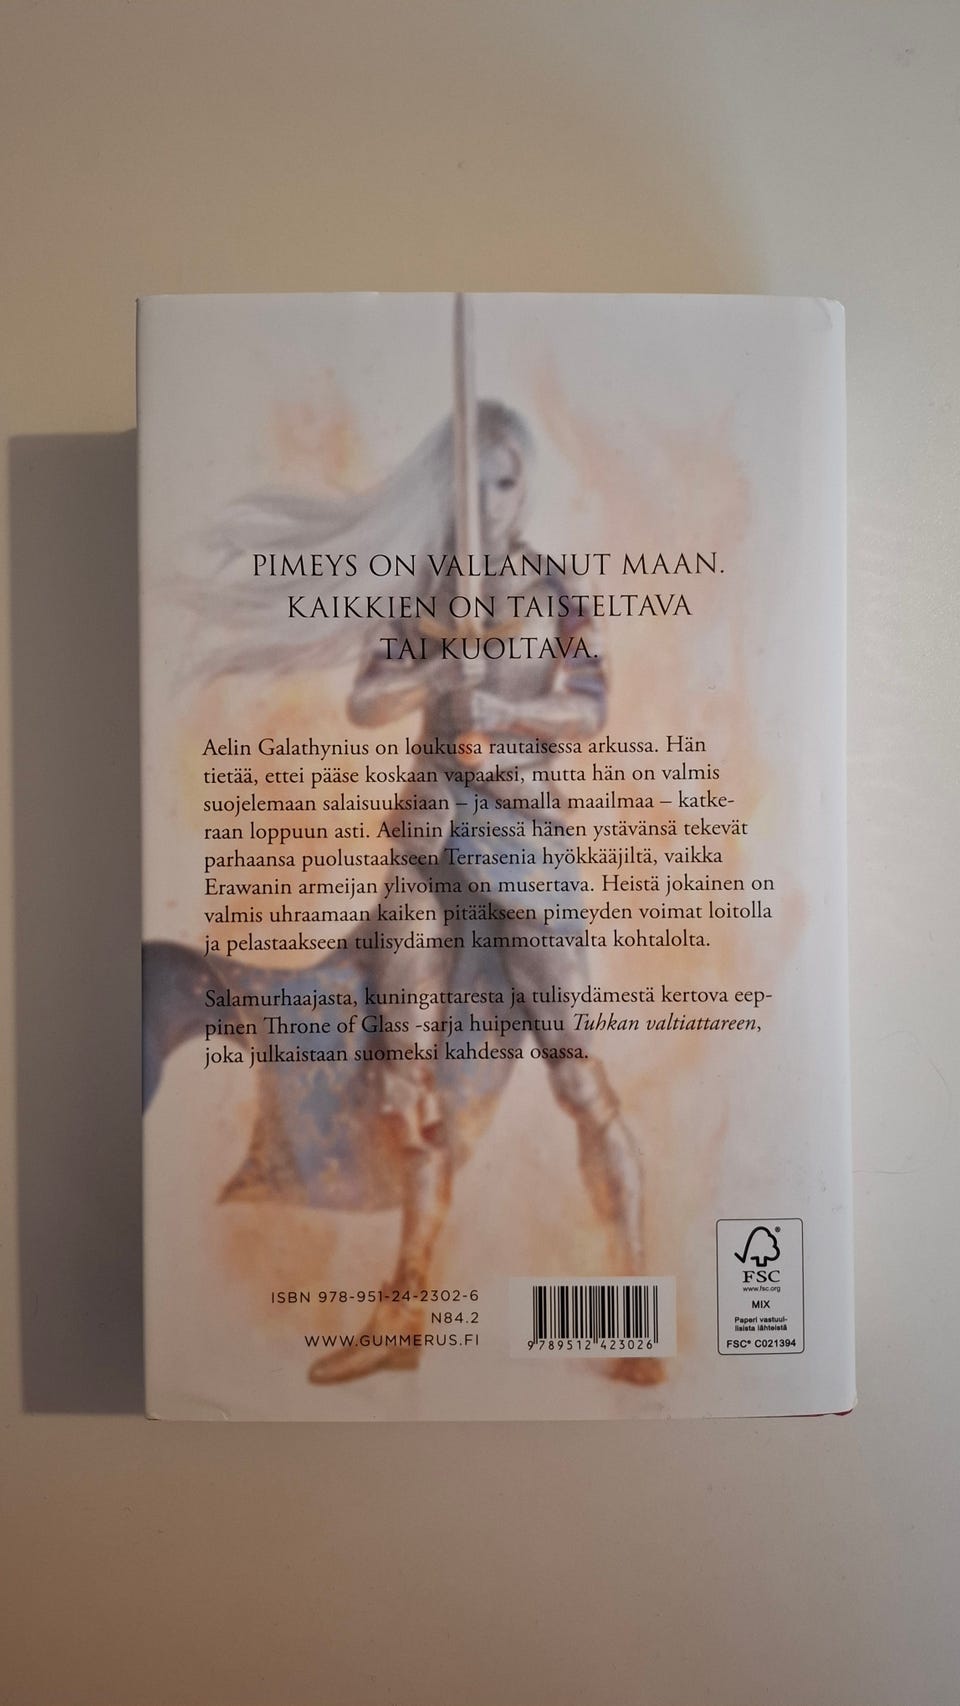 PIMEYS ON VALLANNUT MAAN.
KAIKKIEN ON TAISTELTAVA
TAI KUOLTAVA.
Aelin Galathynius on loukussa rautaisessa arkussa. Hän
tietää, ettei pääse koskaan vapaaksi, mutta hän on valmis
suojelemaan salaisuuksiaan – ja samalla maailmaa – katke-
raan loppuun asti. Aelinin kärsiessä hänen ystävänsä tekevät
parhaansa puolustaakseen Terrasenia hyökkääjiltä, vaikka
Erawanin armeijan ylivoima on musertava. Heistä jokainen on
valmis uhraamaan kaiken pitääkseen pimeyden voimat loitolla
ja pelastaakseen tulisydämen kammottavalta kohtalolta.
Salamurhaajasta, kuningattaresta ja tulisydämestä kertova eep-
pinen Throne of Glass -sarja huipentuu Tuhkan valtiattareen,
joka julkaistaan suomeksi kahdessa osassa.
ISBN 978-951-24-2302-6
N84.2
WWW.GUMMERUS.FI
9 789512 423026
®
FSC
www.fsc.org
MIX
Paperi vastuul-
lisista lähteistä
FSC® C021394